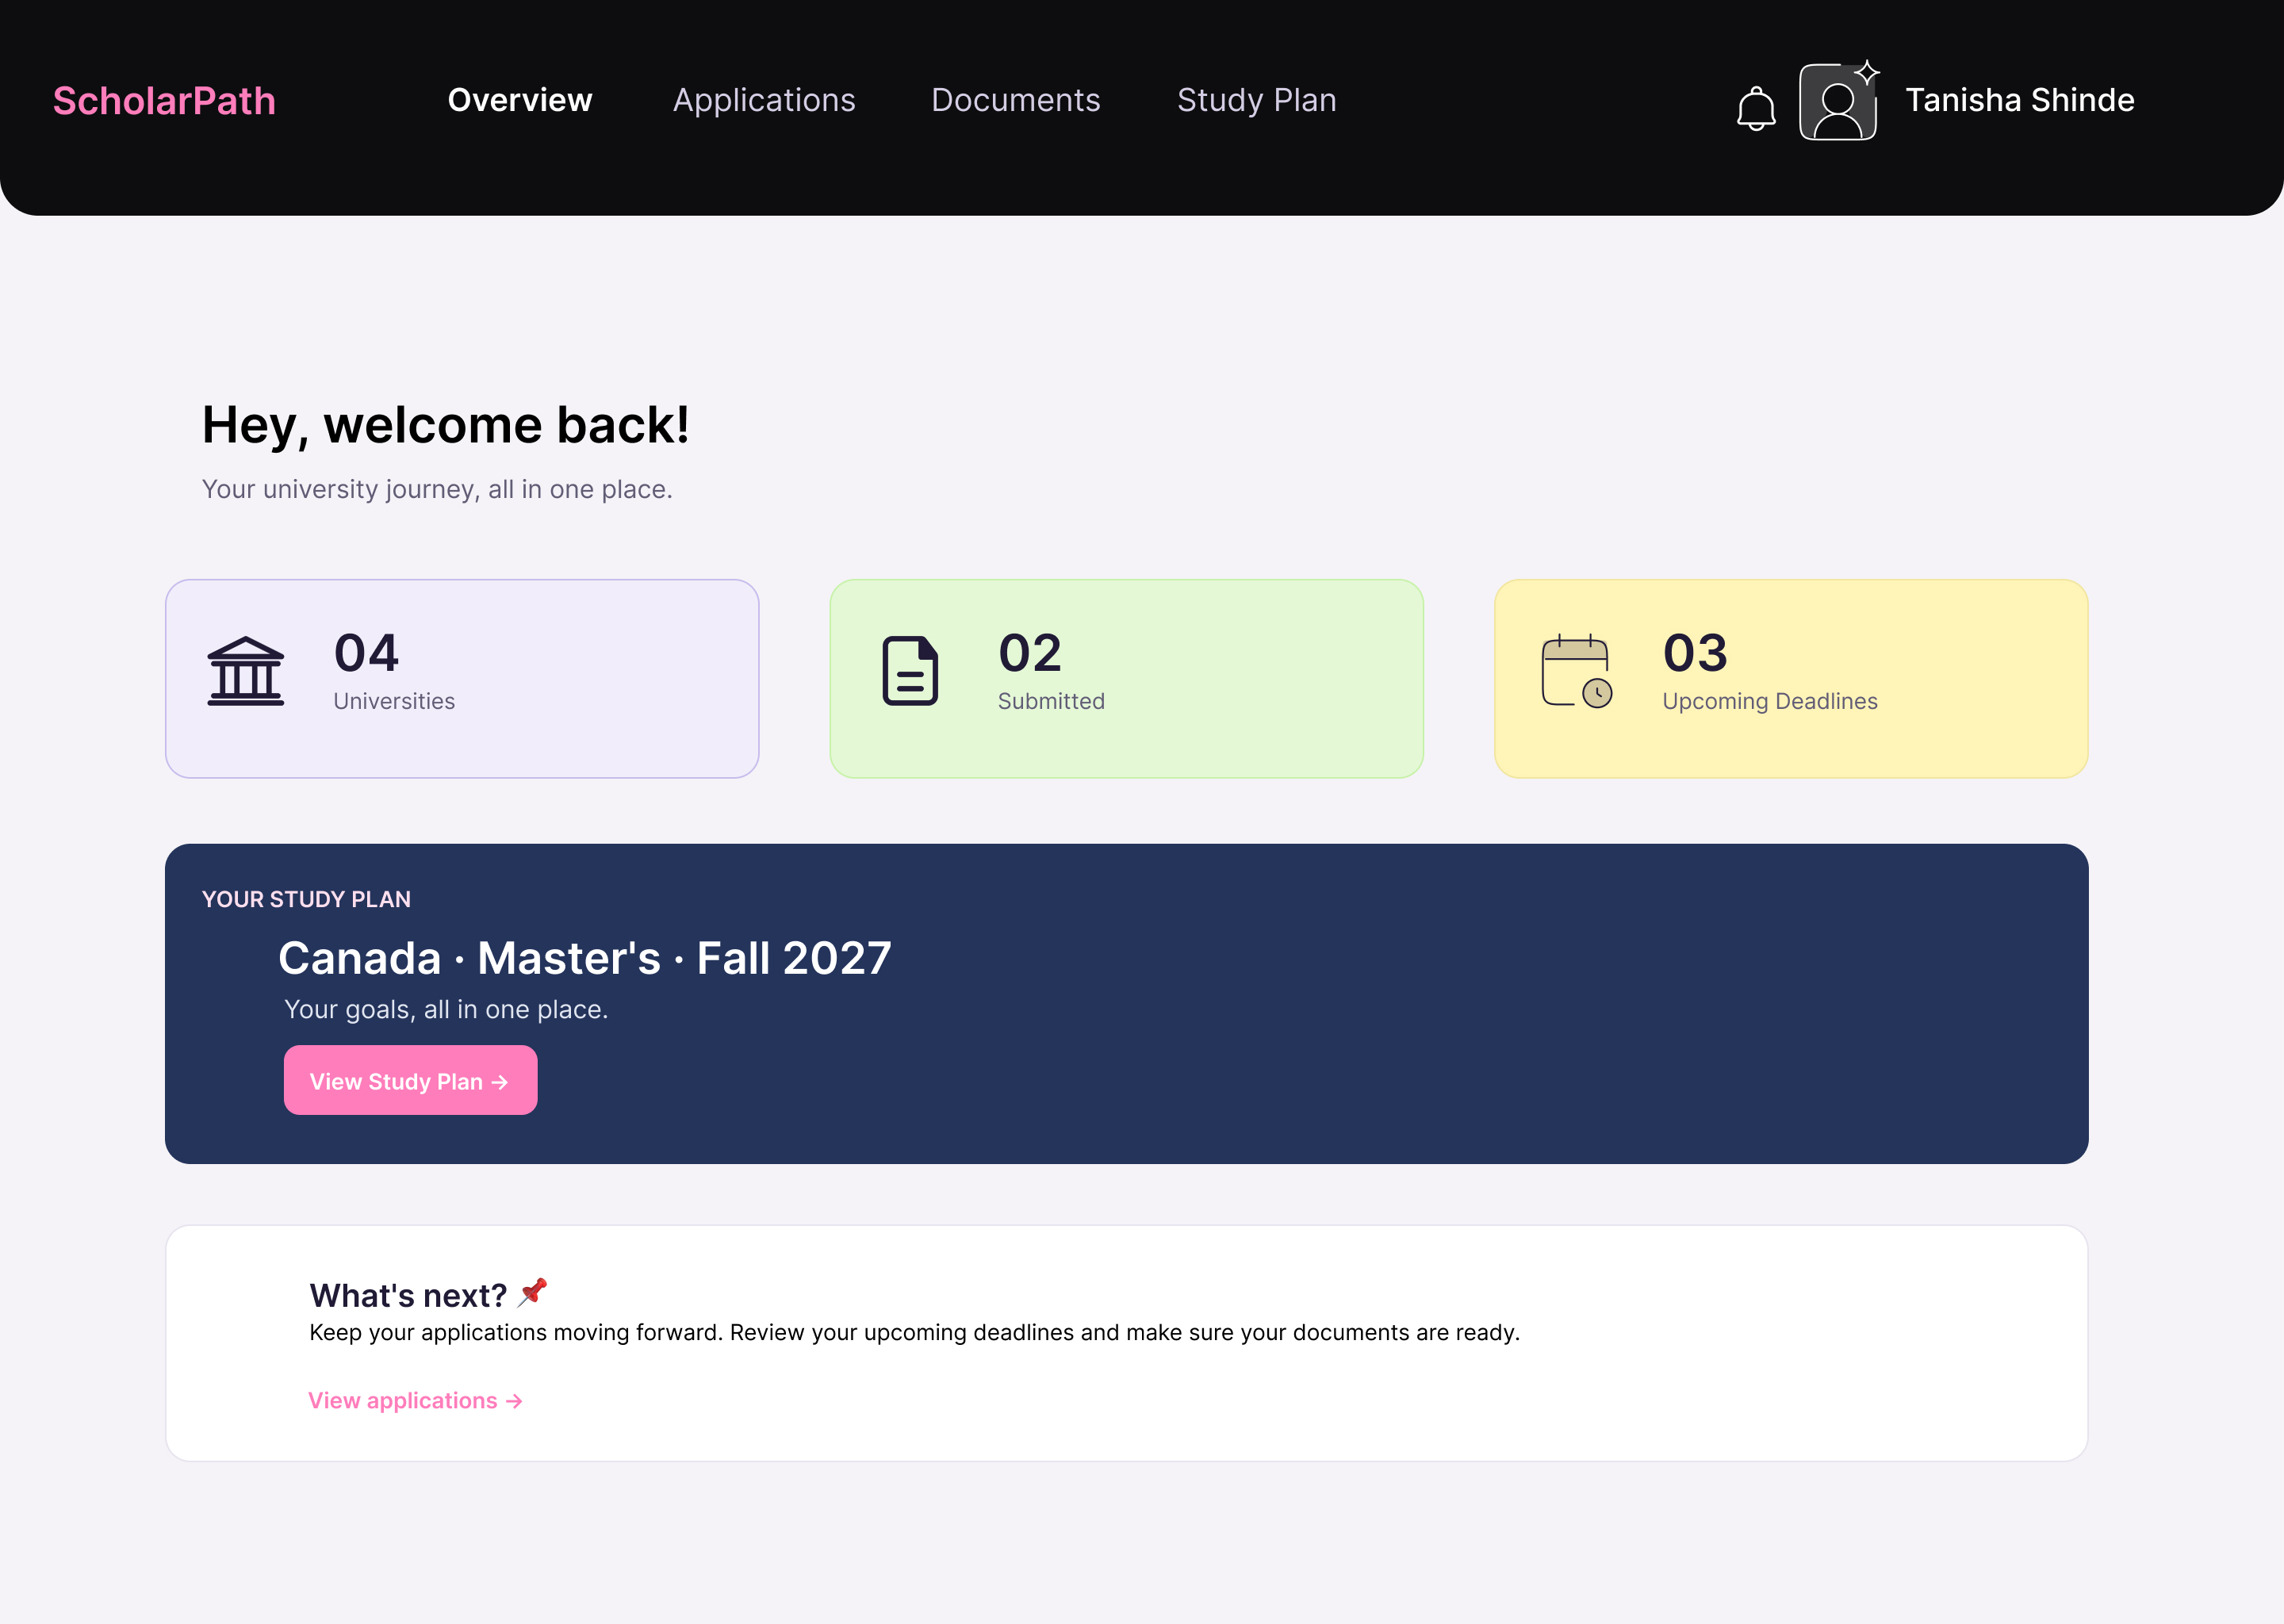 ScholarPath
Overview
Applications
Documents
Study Plan
Tanisha Shinde
Hey, welcome back!
Your university journey, all in one place.
04
Universities
02
Submitted
03
Upcoming Deadlines
YOUR STUDY PLAN
Canada · Master's · Fall 2027
Your goals, all in one place.
View Study Plan →
What's next? 📌
Keep your applications moving forward. Review your upcoming deadlines and make sure your documents are ready.
View applications →